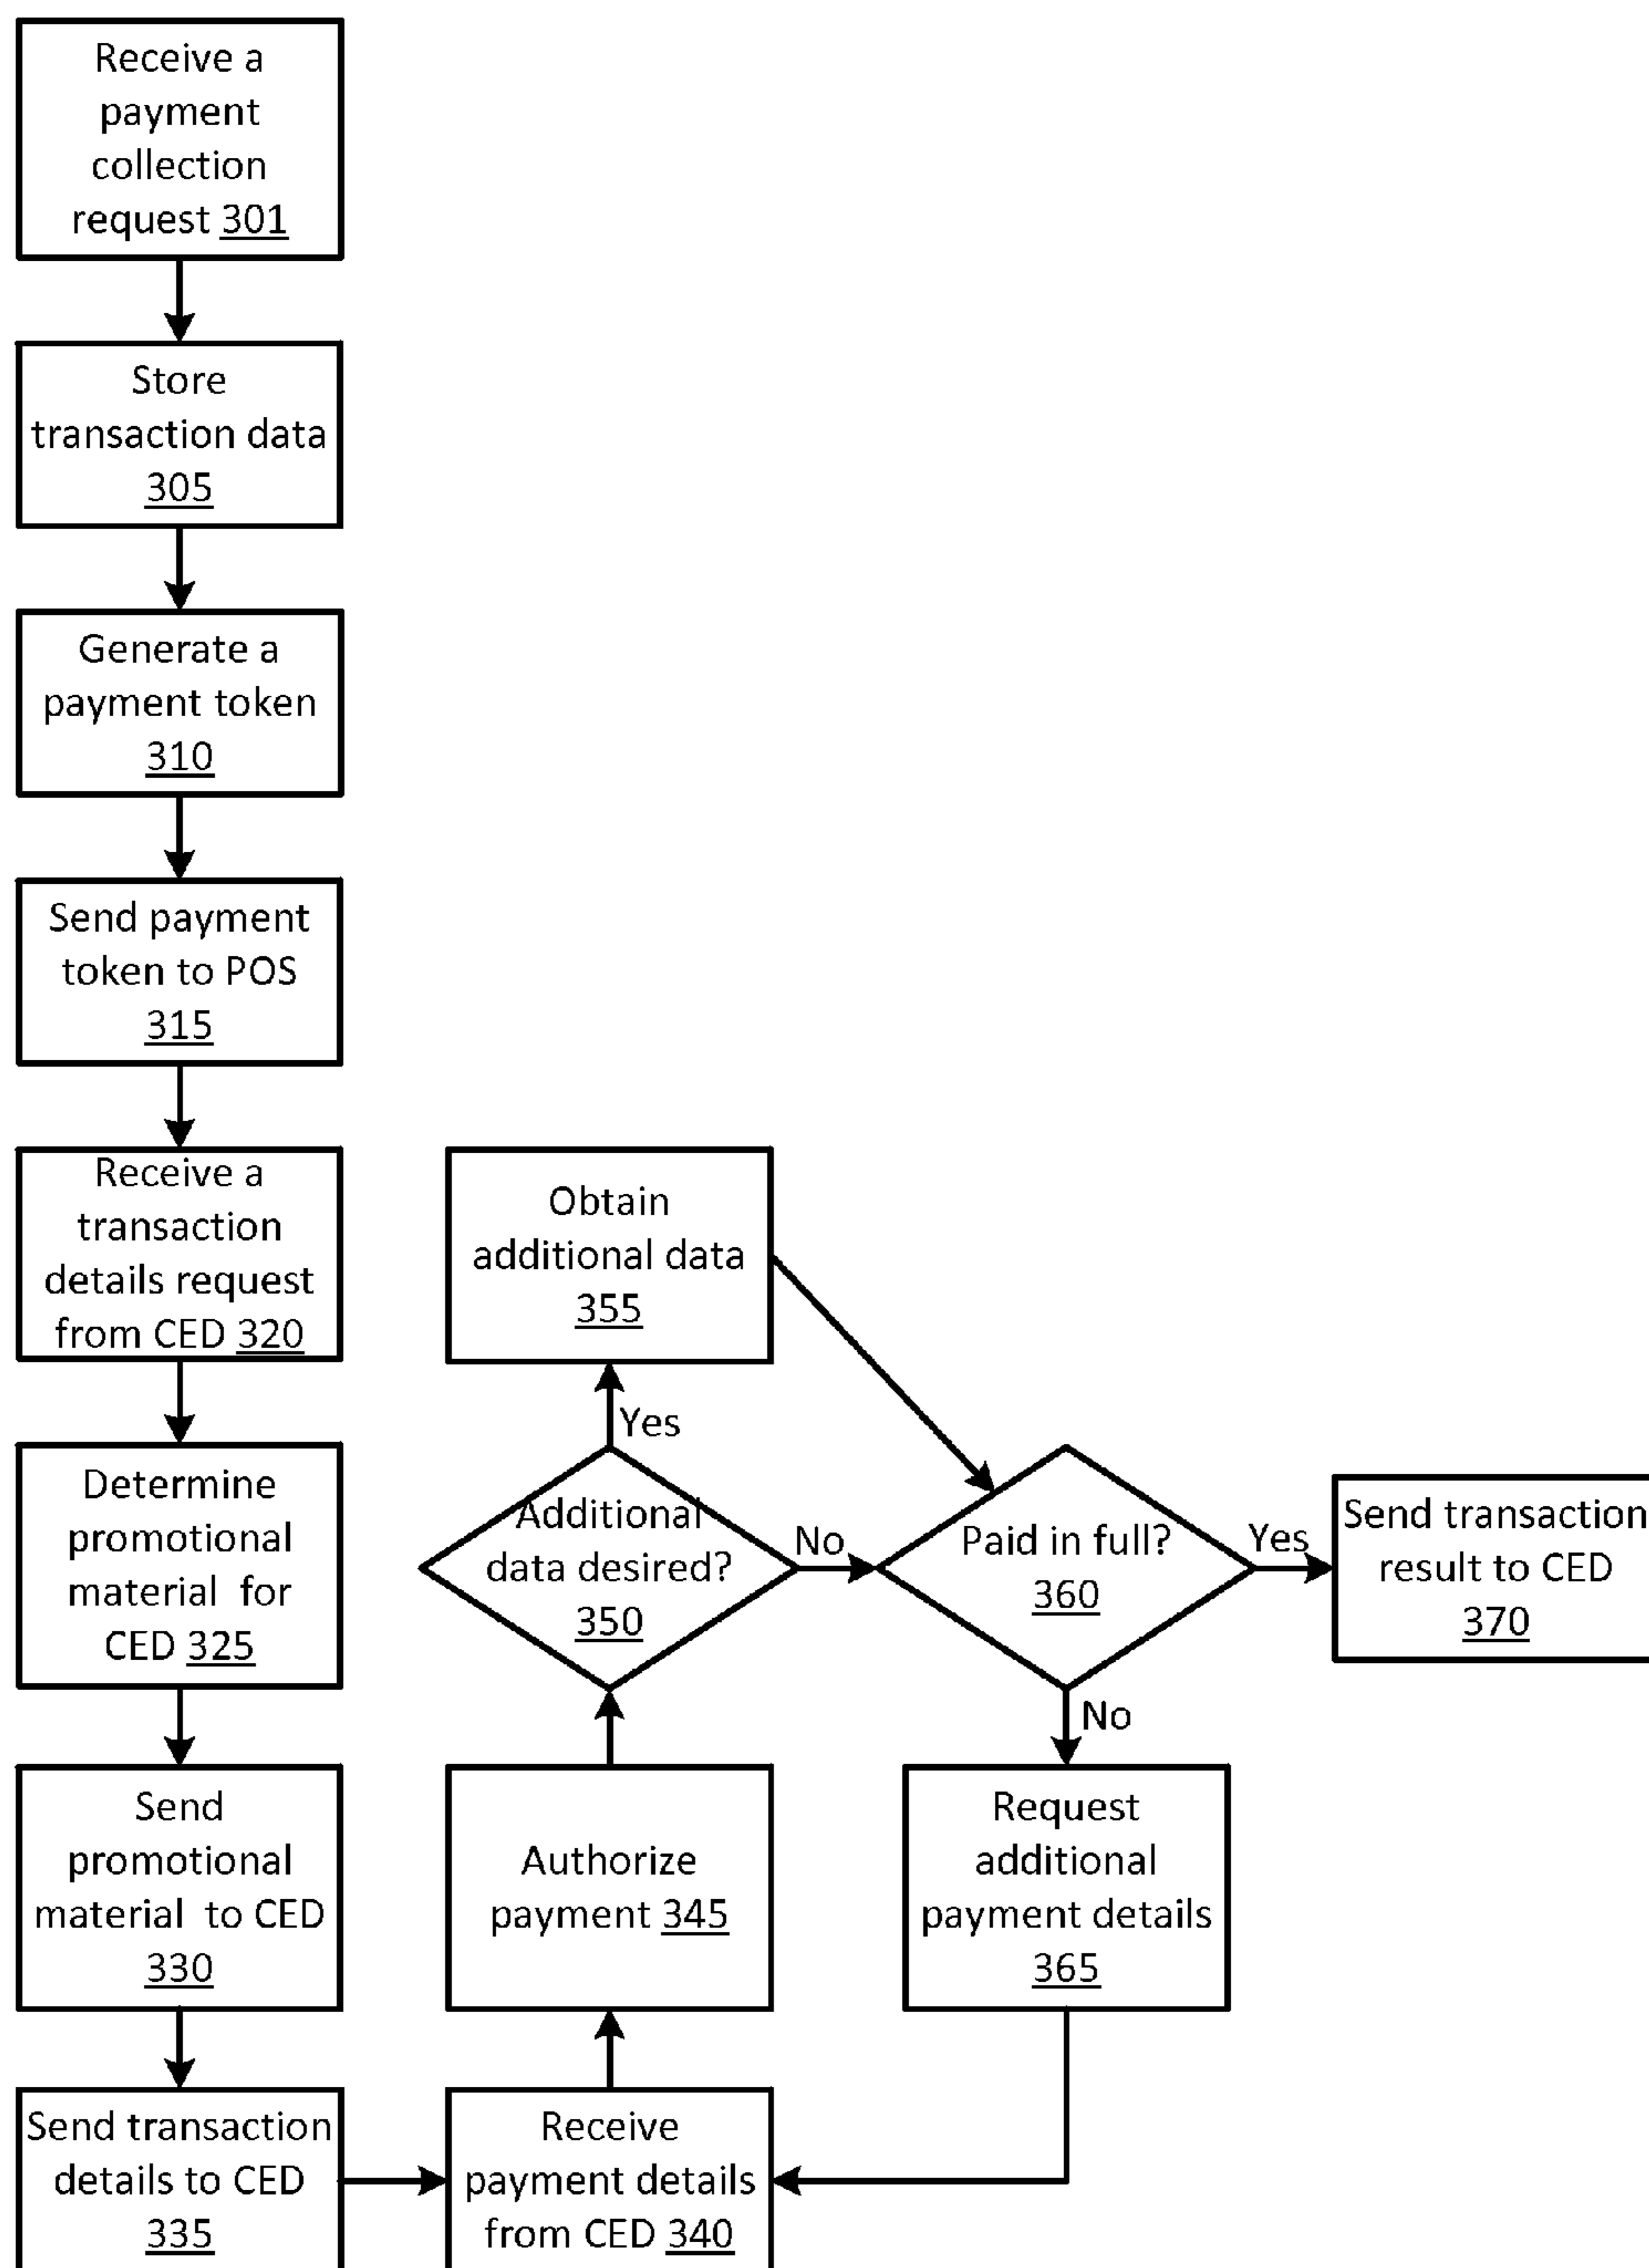 Receive a
payment
collection
request 301
Store
transaction data
305
Generate a
payment token
310
Send payment
token to POS
315
Receive a
transaction
details request
from CED 320
Determine
promotional
material for
CED 325
Send
promotional
material to CED
330
Send transaction
details to CED
335
Receive
payment details
from CED 340
Authorize
payment 345
Additional
data desired?
350
Yes
No
Obtain
additional data
355
Paid in full?
360
Yes
No
Request
additional
payment details
365
Send transaction
result to CED
370